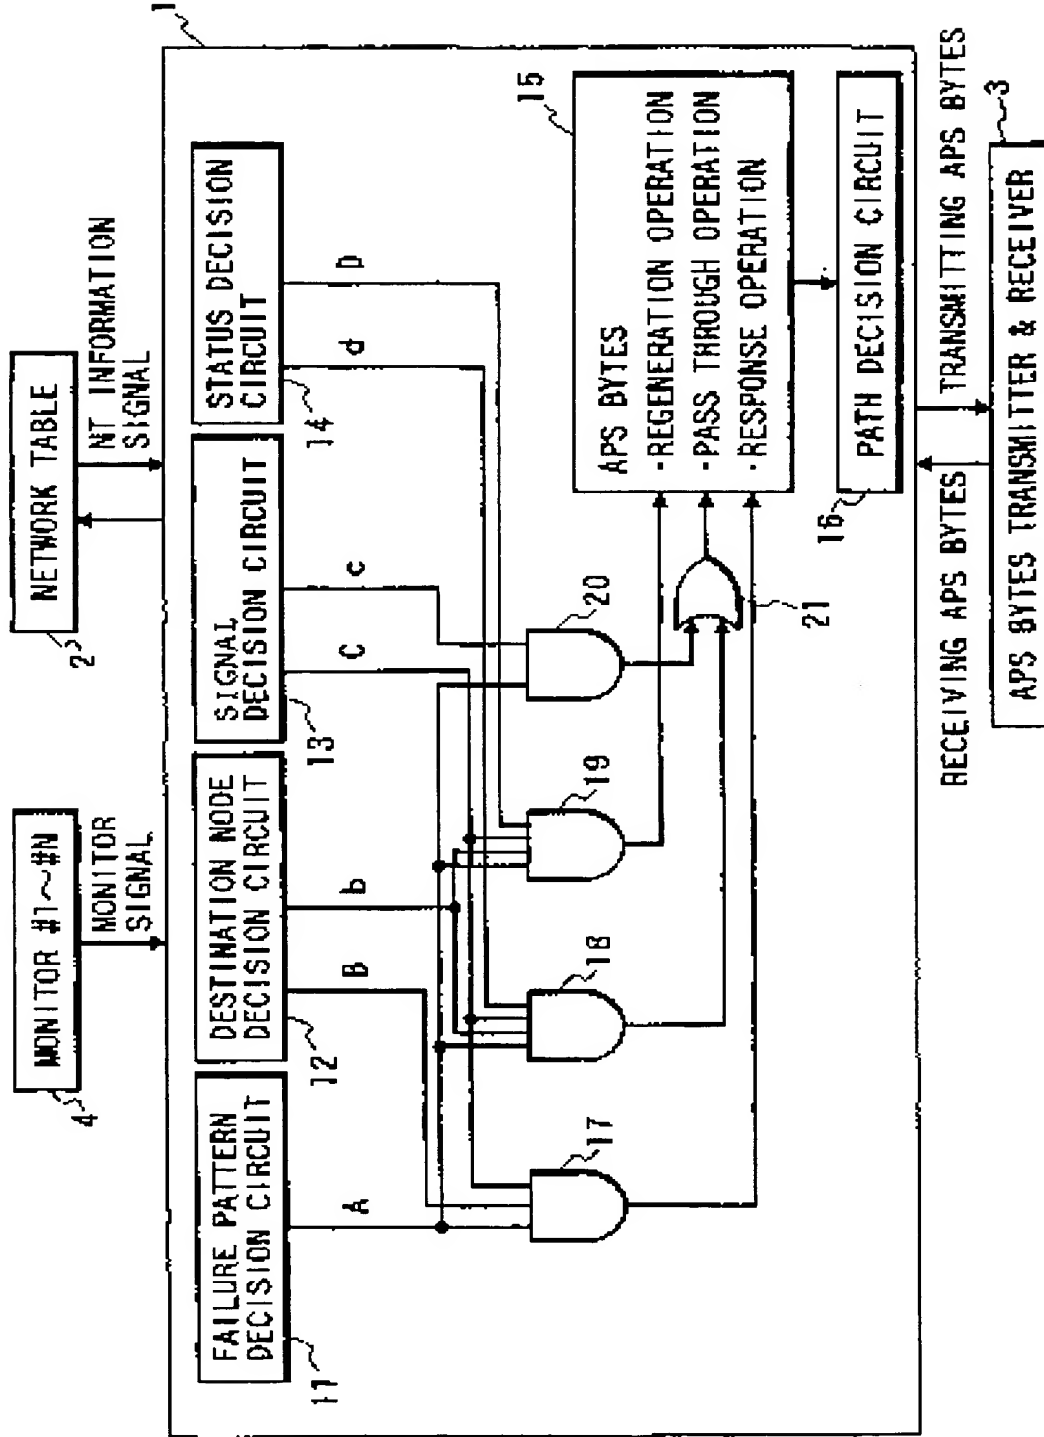 MONITOR #1~#N
4
MONITOR
SIGNAL
NETWORK TABLE
2
NT INFORMATION
SIGNAL
1
FAILURE PATTERN
DECISION CIRCUIT
11
DESTINATION NODE
DECISION CIRCUIT
12
SIGNAL
DECISION CIRCUIT
13
STATUS DECISION
CIRCUIT
14
A
B
b
C
c
d
D
17
18
19
20
21
15
APS BYTES
·REGENERATION OPERATION
·PASS THROUGH OPERATION
·RESPONSE OPERATION
PATH DECISION CIRCUIT
16
RECEIVING APS BYTES
TRANSMITTING APS BYTES
APS BYTES TRANSMITTER & RECEIVER
3